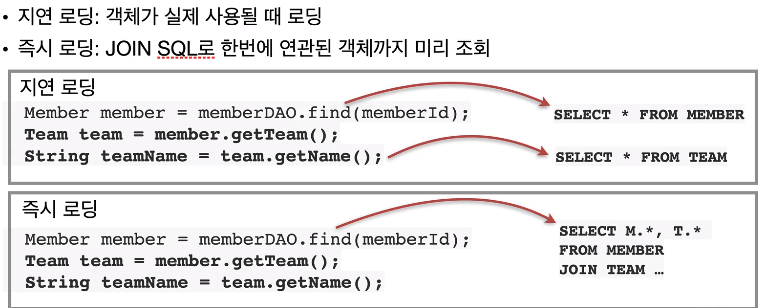 • 지연 로딩: 객체가 실제 사용될 때 로딩
• 즉시 로딩: JOIN SQL로 한번에 연관된 객체까지 미리 조회
지연 로딩
Member member = memberDAO.find(memberId);
SELECT * FROM MEMBER
Team team = member.getTeam();
String teamName = team.getName();
SELECT * FROM TEAM
즉시 로딩
Member member = memberDAO.find(memberId);
Team team = member.getTeam();
String teamName = team.getName();
SELECT M.*, T.*
FROM MEMBER
JOIN TEAM …